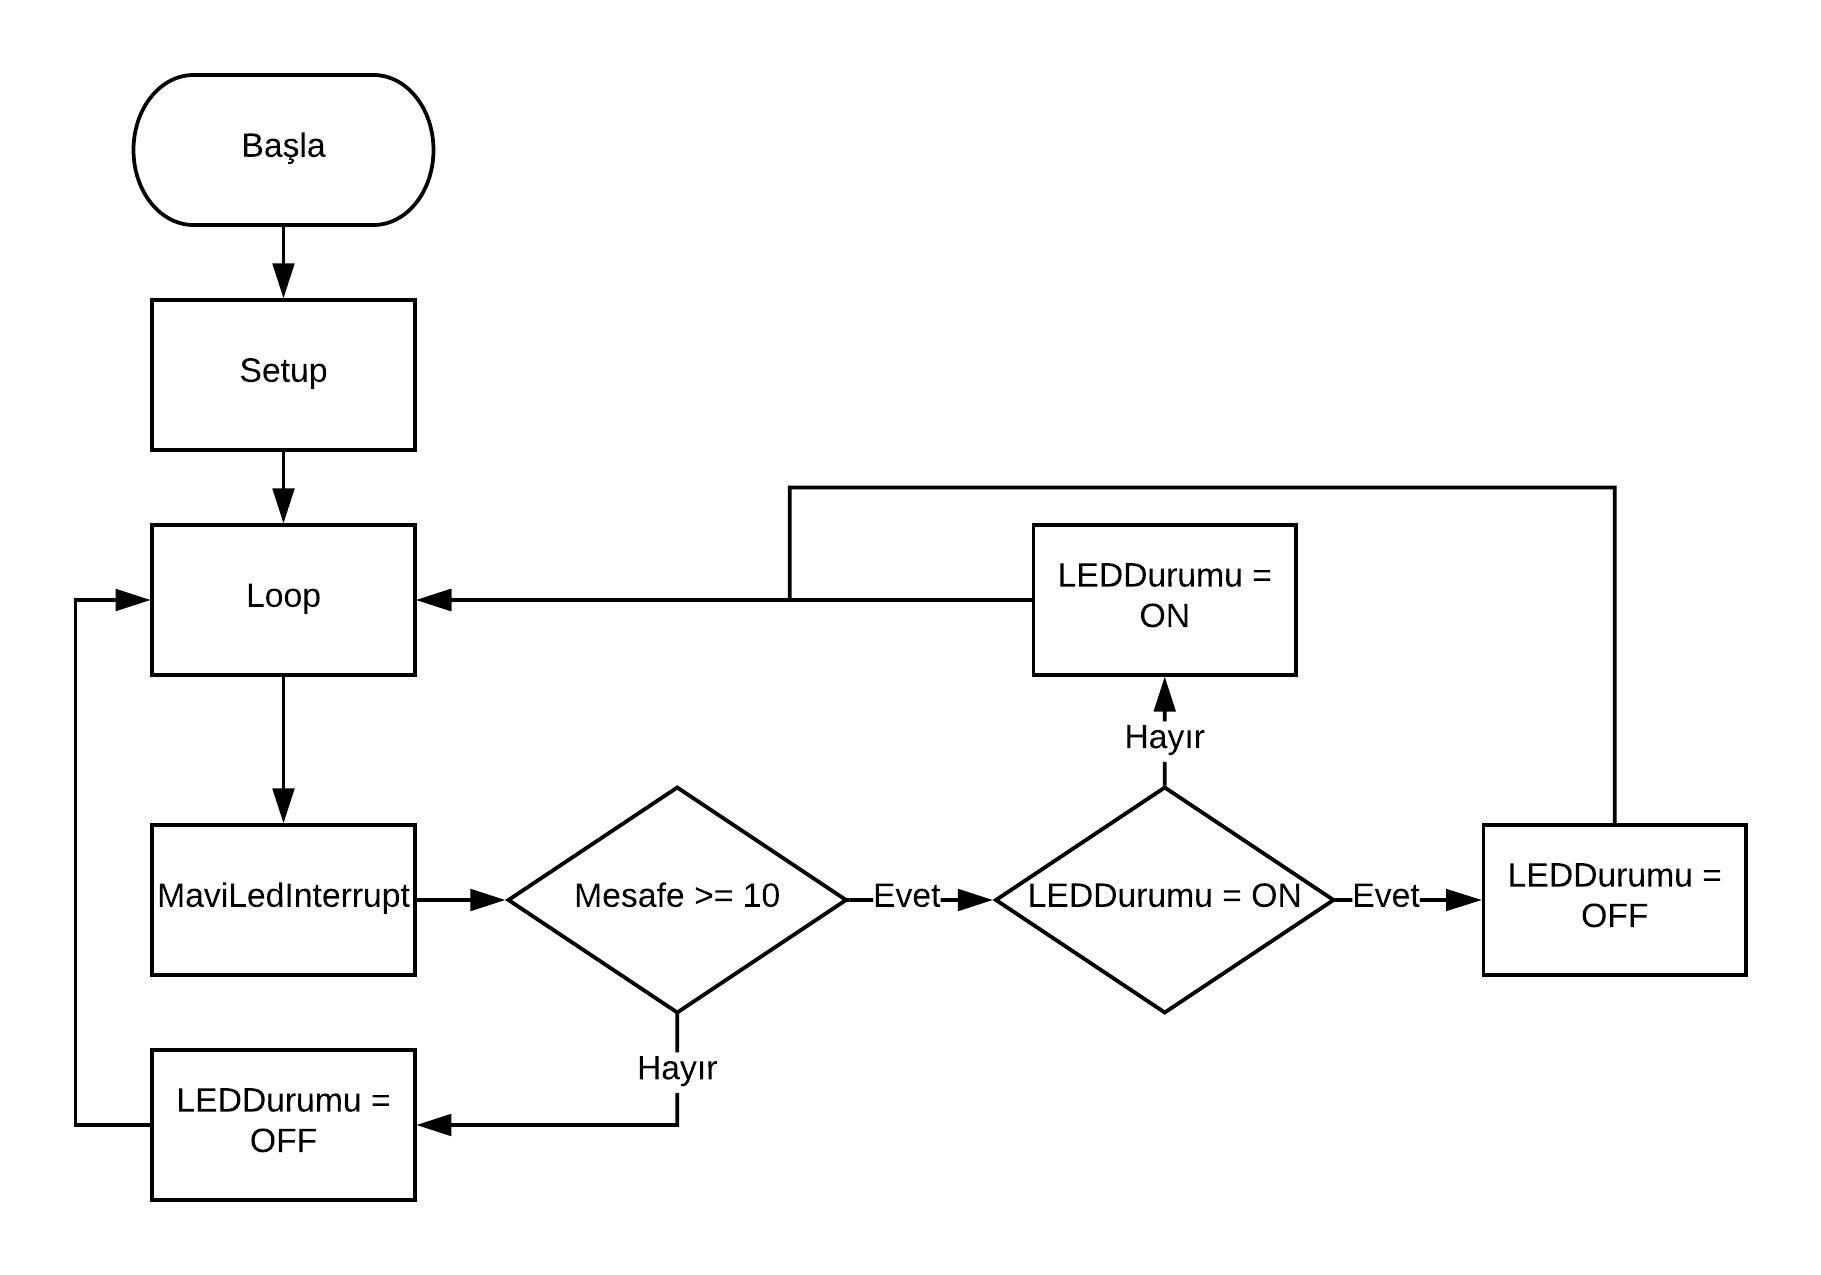 Başla
Setup
Loop
LEDDurumu =
ON
Hayır
MaviLedInterrupt
Mesafe >= 10
Evet
LEDDurumu = ON
Evet
LEDDurumu =
OFF
Hayır
LEDDurumu =
OFF